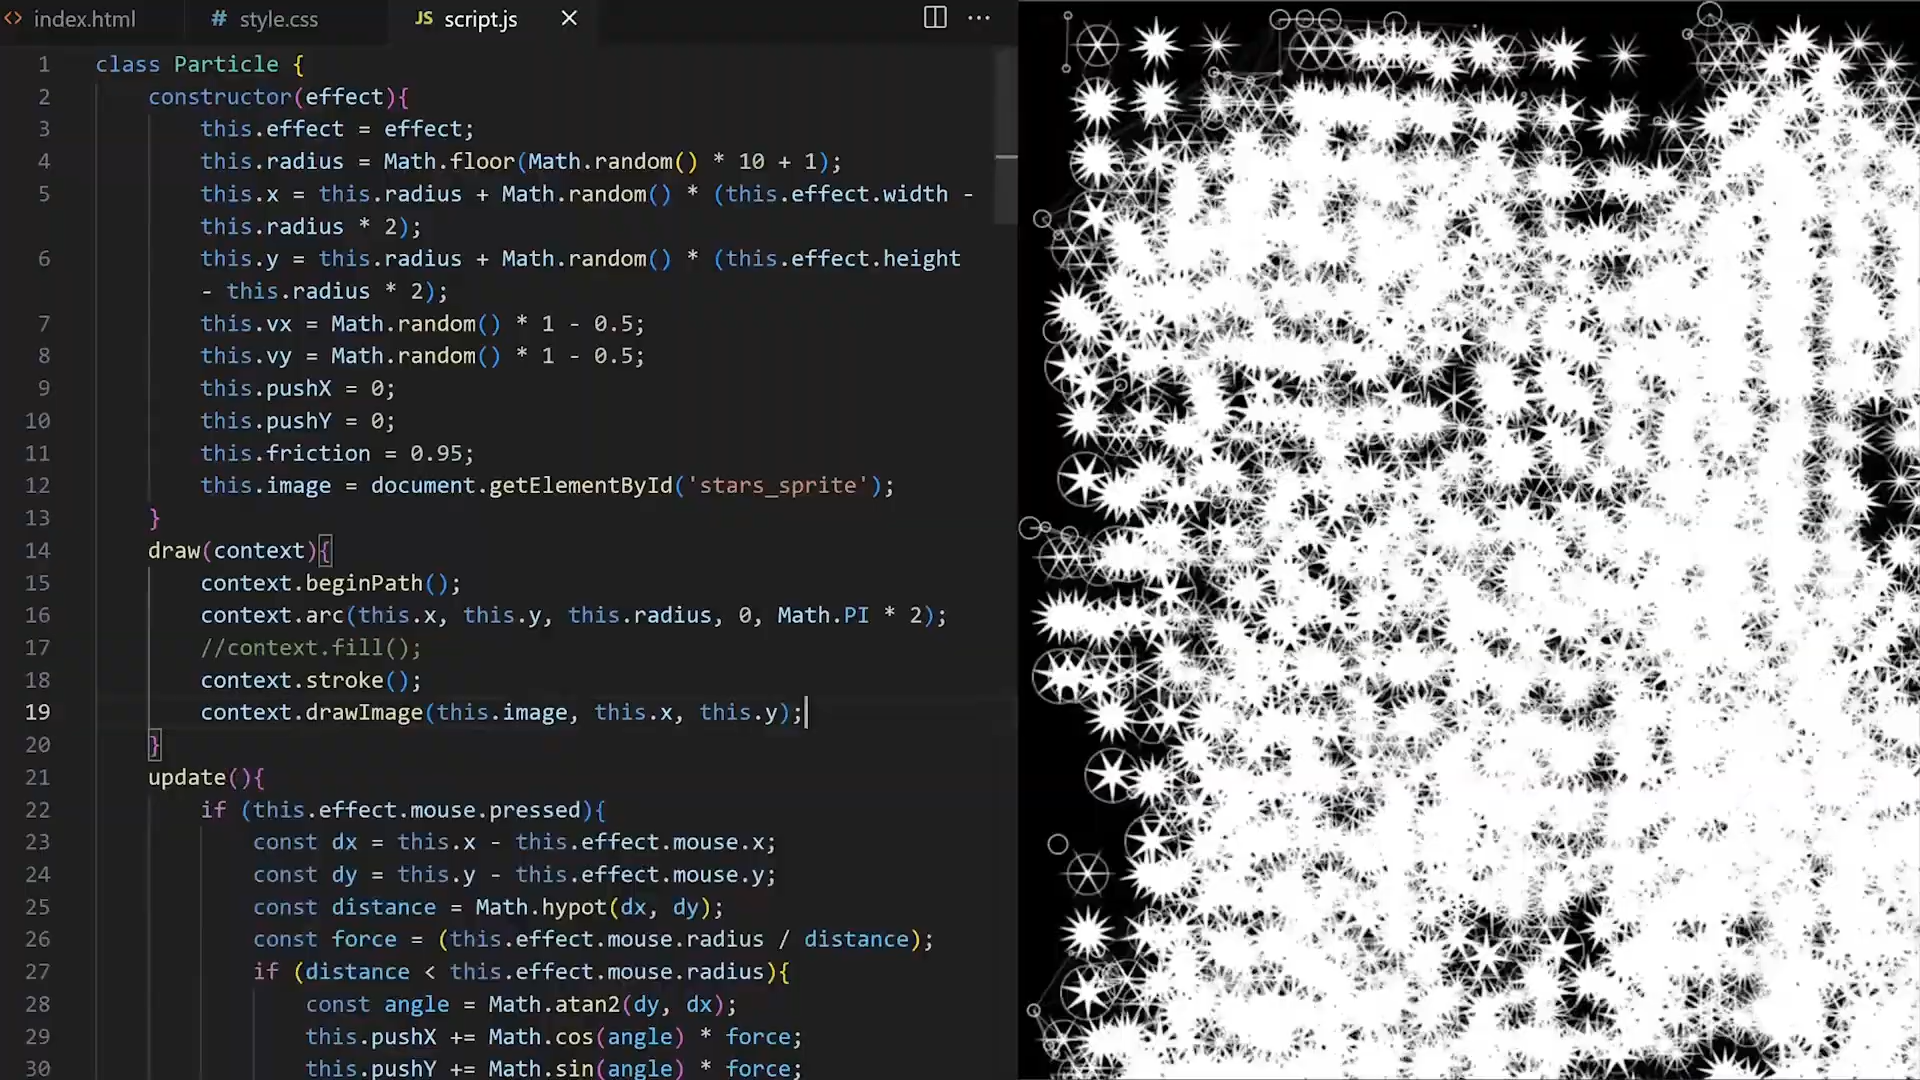 index.html
# style.css
JS script.js
1 class Particle {
2 constructor(effect){
3 this.effect = effect;
4 this.radius = Math.floor(Math.random() * 10 + 1);
5 this.x = this.radius + Math.random() * (this.effect.width -
this.radius * 2);
6 this.y = this.radius + Math.random() * (this.effect.height
- this.radius * 2);
7 this.vx = Math.random() * 1 - 0.5;
8 this.vy = Math.random() * 1 - 0.5;
9 this.pushX = 0;
10 this.pushY = 0;
11 this.friction = 0.95;
12 this.image = document.getElementById('stars_sprite');
13 }
14 draw(context){
15 context.beginPath();
16 context.arc(this.x, this.y, this.radius, 0, Math.PI * 2);
17 //context.fill();
18 context.stroke();
19 context.drawImage(this.image, this.x, this.y);
20 }
21 update(){
22 if (this.effect.mouse.pressed){
23 const dx = this.x - this.effect.mouse.x;
24 const dy = this.y - this.effect.mouse.y;
25 const distance = Math.hypot(dx, dy);
26 const force = (this.effect.mouse.radius / distance);
27 if (distance < this.effect.mouse.radius){
28 const angle = Math.atan2(dy, dx);
29 this.pushX += Math.cos(angle) * force;
30 this.pushY += Math.sin(angle) * force;